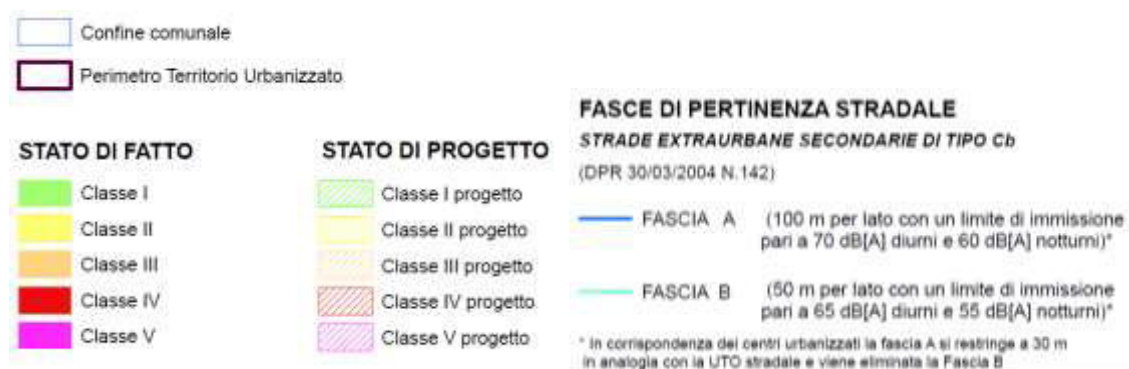 Confine comunale
Perimetro Territorio Urbanizzato
STATO DI FATTO
Classe I
Classe II
Classe III
Classe IV
Classe V
STATO DI PROGETTO
Classe I progetto
Classe II progetto
Classe III progetto
Classe IV progetto
Classe V progetto
FASCE DI PERTINENZA STRADALE
STRADE EXTRAURBANE SECONDARIE DI TIPO Cb
(DPR 30/03/2004 N.142)
FASCIA A (100 m per lato con un limite di immissione
pari a 70 dB[A] diurni e 60 dB[A] notturni)*
FASCIA B (50 m per lato con un limite di immissione
pari a 65 dB[A] diurni e 55 dB[A] notturni)*
* In corrispondenza dei centri urbanizzati la fascia A si restringe a 30 m
in analogia con la UTO stradale e viene eliminata la Fascia B